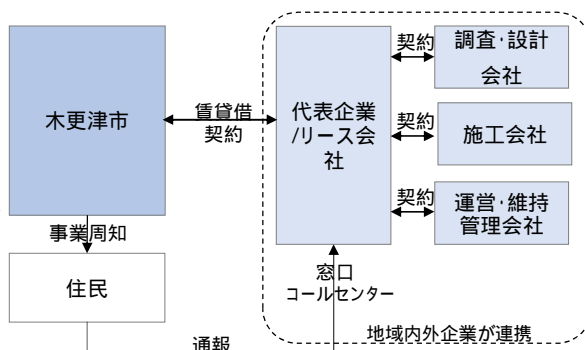 契約
調査・設計
会社
木更津市
賃貸借
契約
代表企業
/リース会
社
契約
施工会社
契約
運営・維持
管理会社
事業周知
住民
窓口
コールセンター
地域内外企業が連携
通報